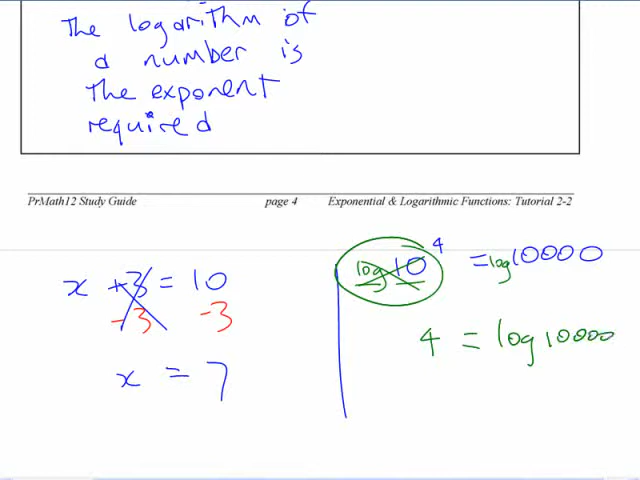 The logarithm of
a number is
the exponent
required
PrMath12 Study Guide page 4 Exponential & Logarithmic Functions: Tutorial 2-2
x +3 = 10
-3 -3
x = 7
log 10^4 = log 10000
4 = log 10000